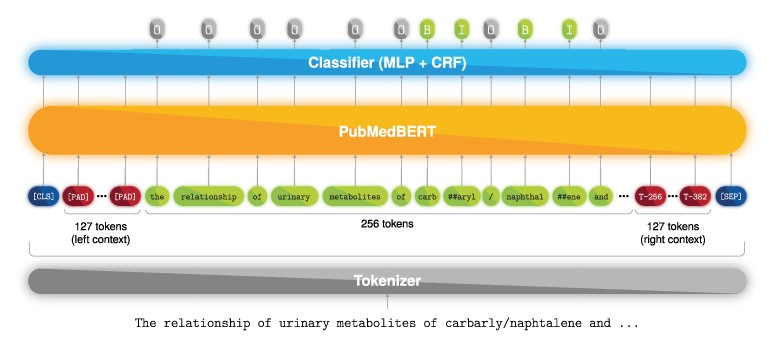 O O O O O O B I O B I O
Classifier (MLP + CRF)
PubMedBERT
[CLS] [PAD] ••• [PAD] the relationship of urinary metabolites of carb ##aryl / naphthal ##ene and ••• T-256 ••• T-382 [SEP]
127 tokens
(left context)
256 tokens
127 tokens
(right context)
Tokenizer
The relationship of urinary metabolites of carbarly/naphtalene and ...